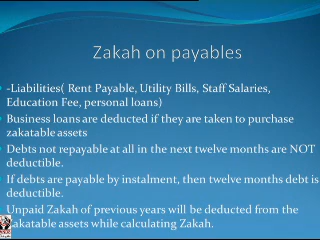 Zakah on payables
-Liabilities( Rent Payable, Utility Bills, Staff Salaries,
Education Fee, personal loans)
Business loans are deducted if they are taken to purchase
zakatable assets
Debts not repayable at all in the next twelve months are NOT
deductible.
If debts are payable by instalment, then twelve months debt is
deductible.
Unpaid Zakah of previous years will be deducted from the
zakatable assets while calculating Zakah.